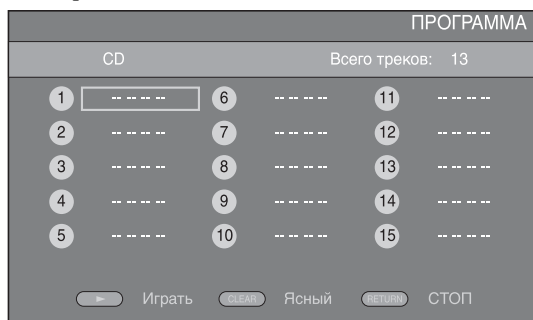 ПРОГРАММА
CD Всего треков: 13
1 -- -- -- -- 6 -- -- -- -- 11 -- -- -- --
2 -- -- -- -- 7 -- -- -- -- 12 -- -- -- --
3 -- -- -- -- 8 -- -- -- -- 13 -- -- -- --
4 -- -- -- -- 9 -- -- -- -- 14 -- -- -- --
5 -- -- -- -- 10 -- -- -- -- 15 -- -- -- --
Играть CLEAR Ясный RETURN СТОП